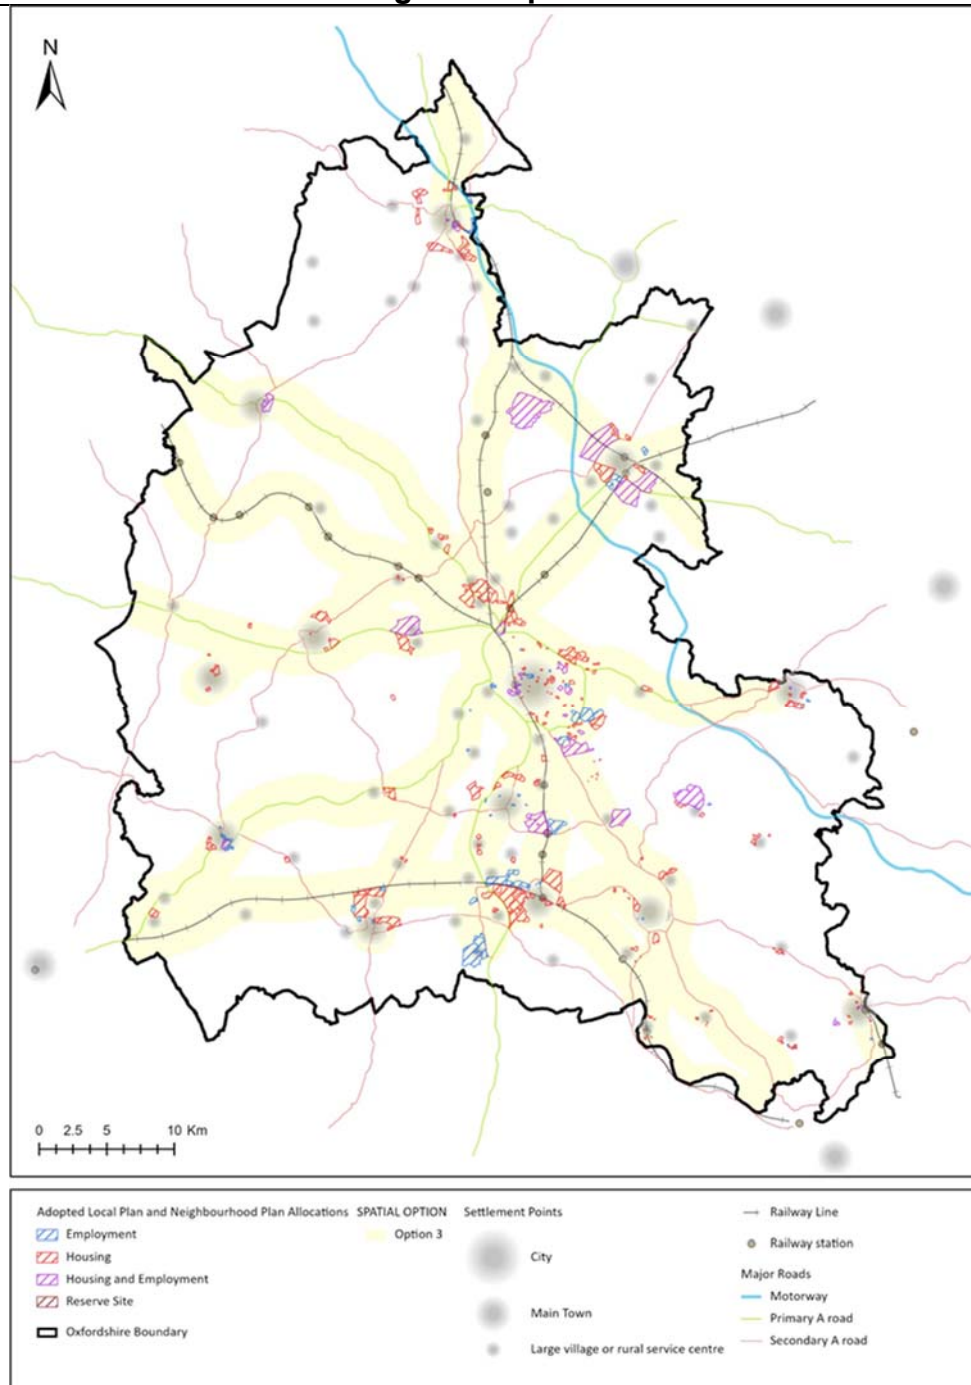 N
0 2.5 5 10 Km
Adopted Local Plan and Neighbourhood Plan Allocations
Employment
Housing
Housing and Employment
Reserve Site
Oxfordshire Boundary
SPATIAL OPTION
Option 3
Settlement Points
City
Main Town
Large village or rural service centre
Railway Line
Railway station
Major Roads
Motorway
Primary A road
Secondary A road